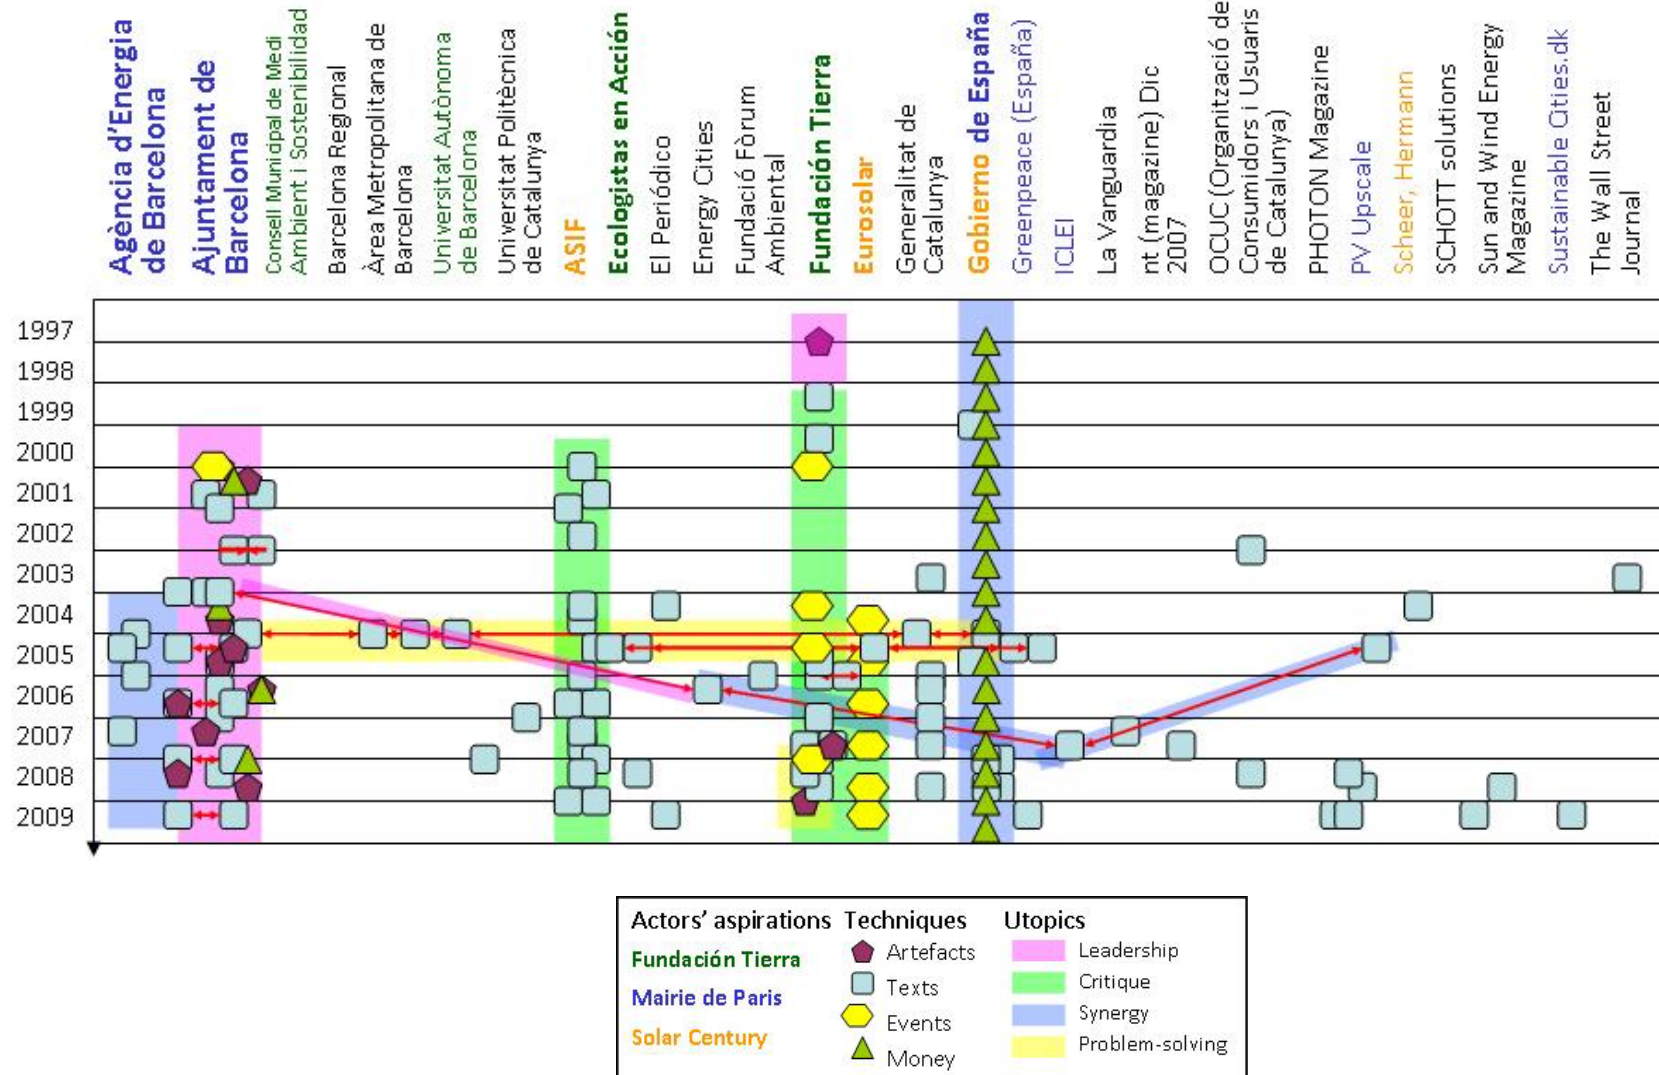 Agència d'Energia
de Barcelona
Ajuntament de
Barcelona
Consell Municipal de Medi
Ambient i Sostenibilidad
Barcelona Regional
Àrea Metropolitana de
Barcelona
Universitat Autònoma
de Barcelona
Universitat Politècnica
de Catalunya
ASIF
Ecologistas en Acción
El Periódico
Energy Cities
Fundació Fòrum
Ambiental
Fundación Tierra
Eurosolar
Generalitat de
Catalunya
Gobierno de España
Greenpeace (España)
ICLEI
La Vanguardia
nt (magazine) Dic
2007
OCUC (Organització de
Consumidors i Usuaris
de Catalunya)
PHOTON Magazine
PV Upscale
Scheer, Hermann
SCHOTT solutions
Sun and Wind Energy
Magazine
Sustainable Cities.dk
The Wall Street
Journal
1997
1998
1999
2000
2001
2002
2003
2004
2005
2006
2007
2008
2009
Actors' aspirations
Fundación Tierra
Mairie de Paris
Solar Century
Techniques
Artefacts
Texts
Events
Money
Utopics
Leadership
Critique
Synergy
Problem-solving